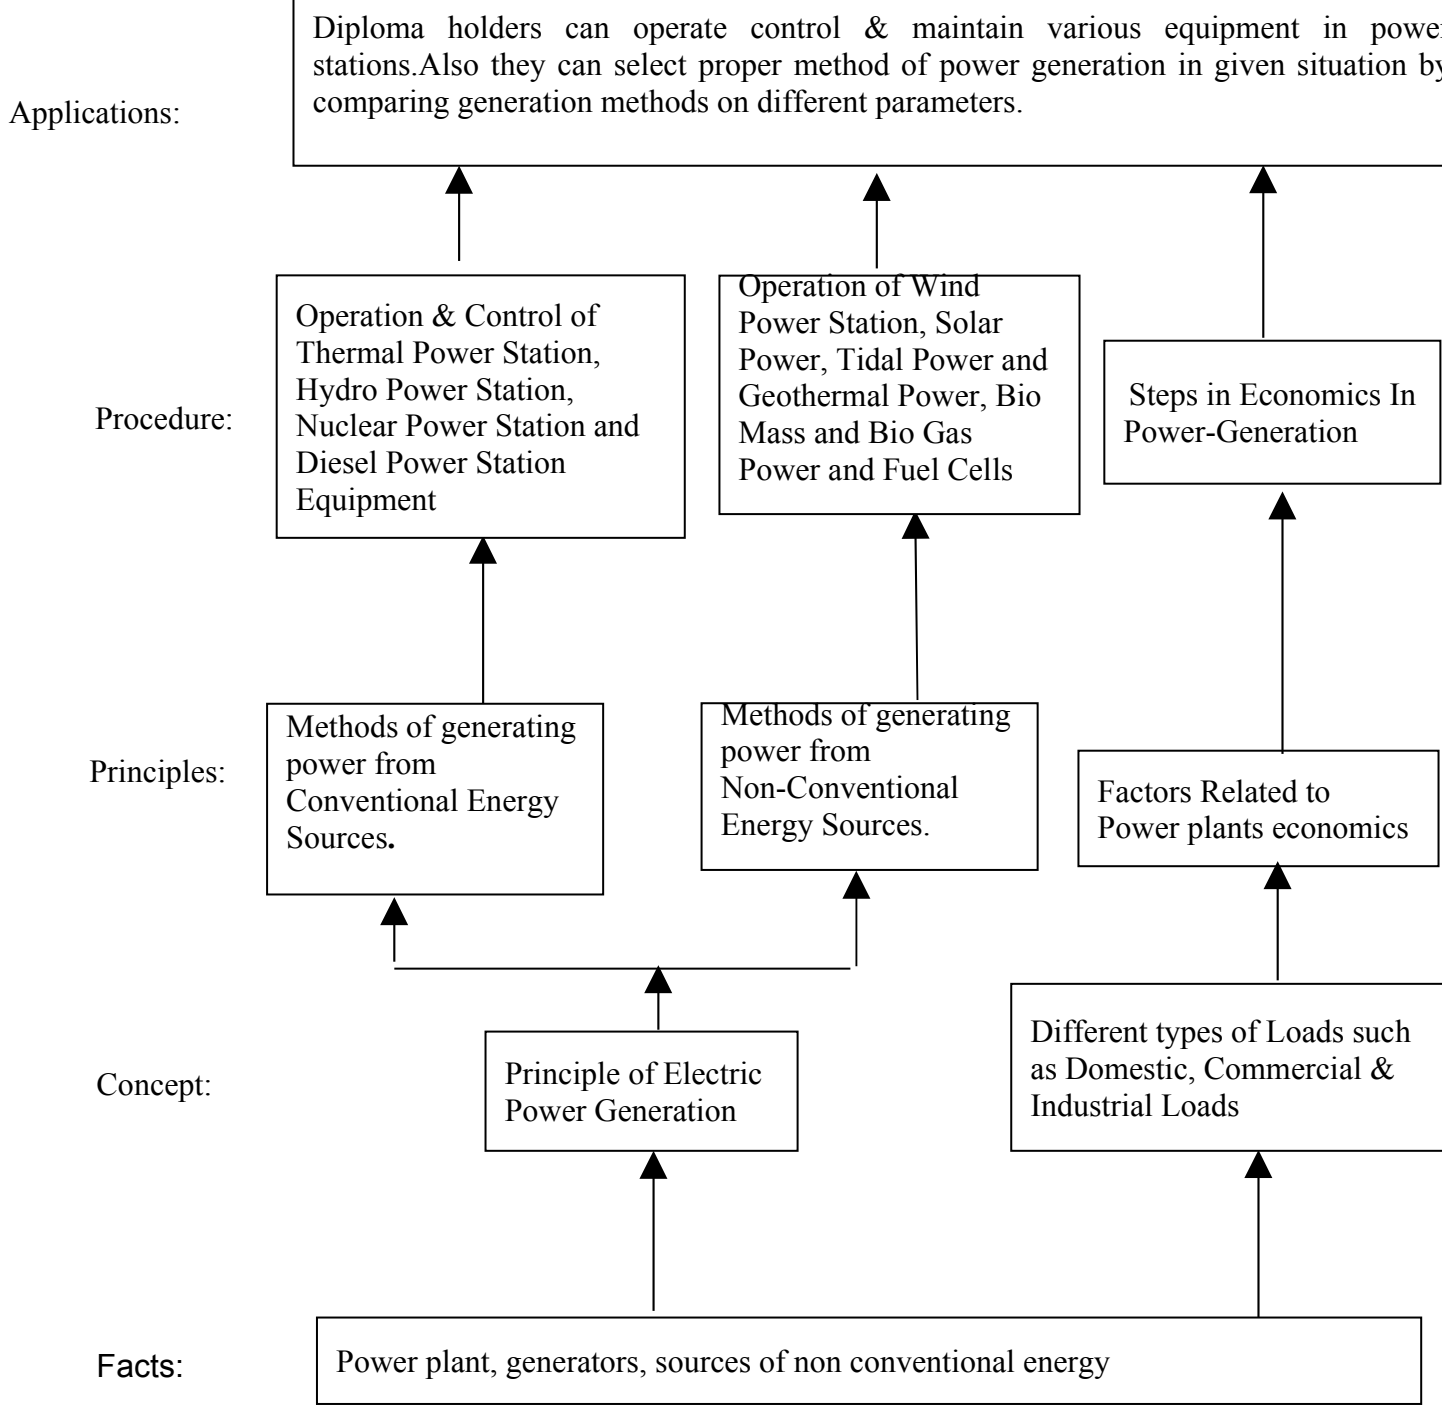 Diploma holders can operate control & maintain various equipment in power
stations.Also they can select proper method of power generation in given situation by
comparing generation methods on different parameters.
Applications:
Procedure:
Operation & Control of
Thermal Power Station,
Hydro Power Station,
Nuclear Power Station and
Diesel Power Station
Equipment
Operation of Wind
Power Station, Solar
Power, Tidal Power and
Geothermal Power, Bio
Mass and Bio Gas
Power and Fuel Cells
Steps in Economics In
Power-Generation
Principles:
Methods of generating
power from
Conventional Energy
Sources.
Methods of generating
power from
Non-Conventional
Energy Sources.
Factors Related to
Power plants economics
Concept:
Principle of Electric
Power Generation
Different types of Loads such
as Domestic, Commercial &
Industrial Loads
Facts:
Power plant, generators, sources of non conventional energy